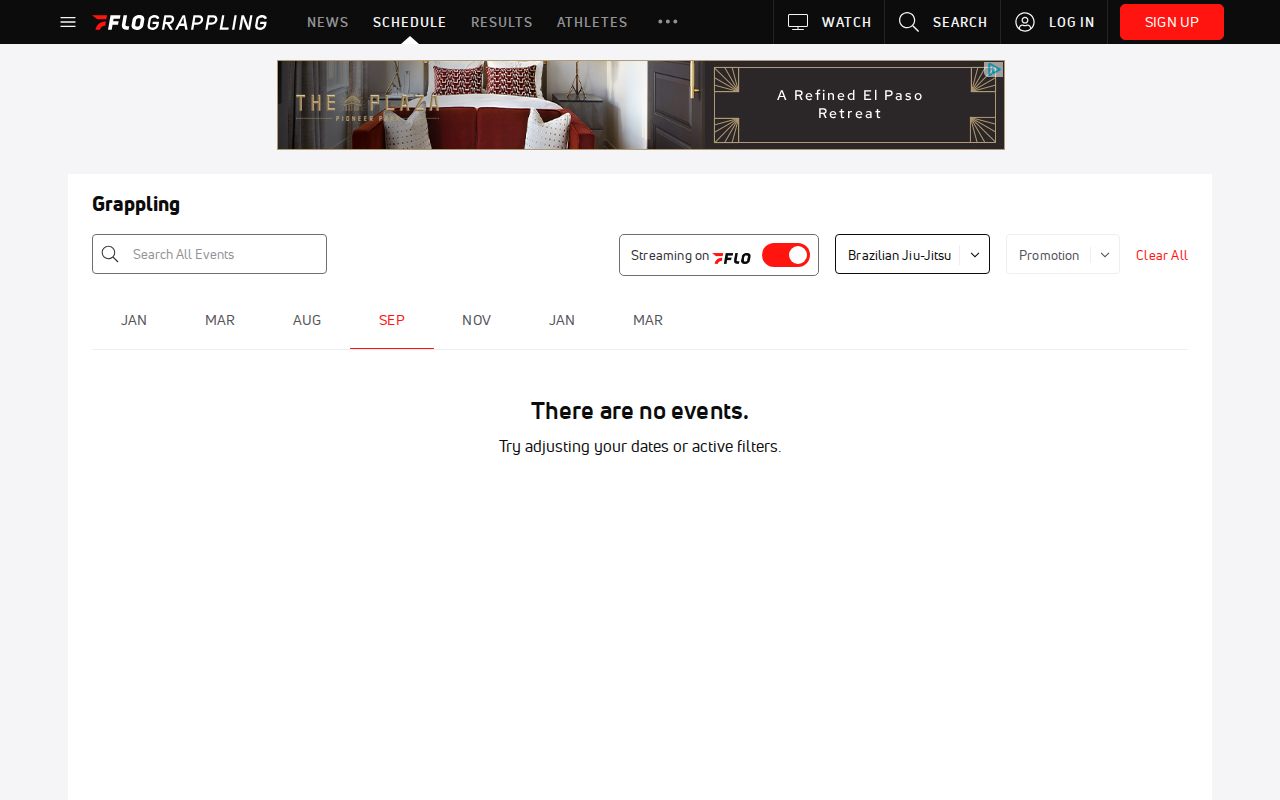 FLOGRAPPLING NEWS SCHEDULE RESULTS ATHLETES WATCH SEARCH LOG IN SIGN UP
THE PLAZA
PIONEER PARK
A Refined El Paso
Retreat
Grappling
Search All Events Streaming on FLO Brazilian Jiu-Jitsu Promotion Clear All
JAN MAR AUG SEP NOV JAN MAR
There are no events.
Try adjusting your dates or active filters.